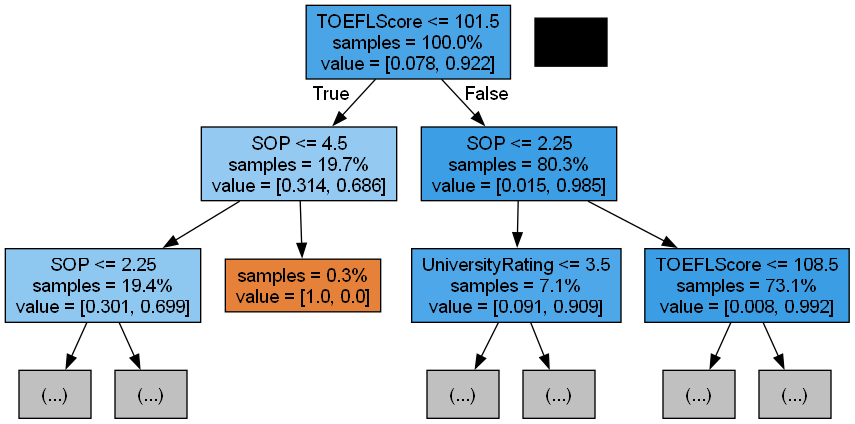 TOEFLScore <= 101.5
samples = 100.0%
value = [0.078, 0.922]
True
False
SOP <= 4.5
samples = 19.7%
value = [0.314, 0.686]
SOP <= 2.25
samples = 80.3%
value = [0.015, 0.985]
SOP <= 2.25
samples = 19.4%
value = [0.301, 0.699]
samples = 0.3%
value = [1.0, 0.0]
UniversityRating <= 3.5
samples = 7.1%
value = [0.091, 0.909]
TOEFLScore <= 108.5
samples = 73.1%
value = [0.008, 0.992]
(...)
(...)
(...)
(...)
(...)
(...)